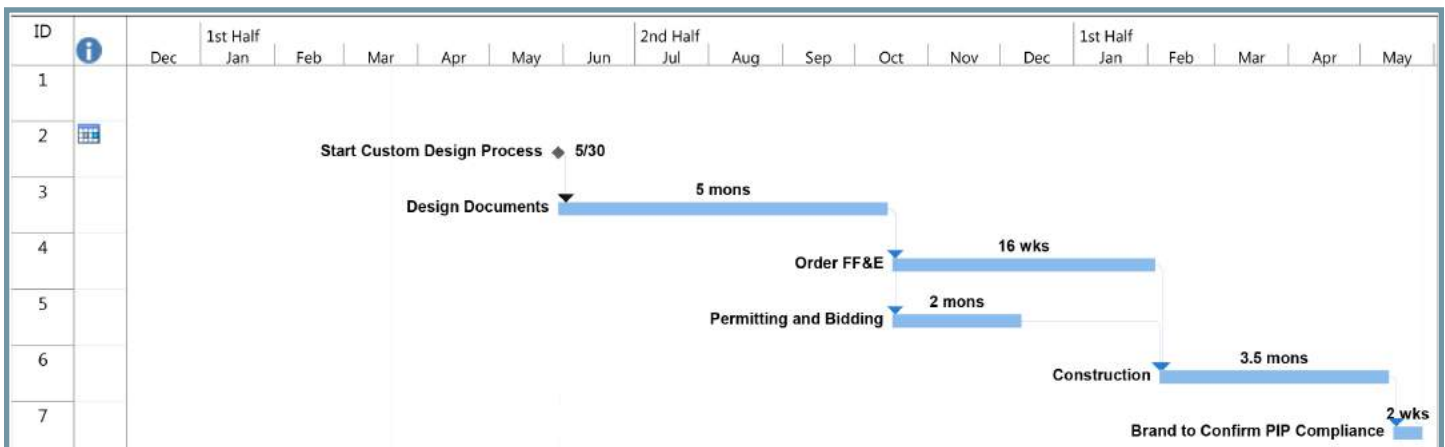 ID 1st Half 2nd Half 1st Half
Dec Jan Feb Mar Apr May Jun Jul Aug Sep Oct Nov Dec Jan Feb Mar Apr May
1
2 Start Custom Design Process 5/30
3 Design Documents 5 mons
4 Order FF&E 16 wks
5 Permitting and Bidding 2 mons
6 Construction 3.5 mons
7 Brand to Confirm PIP Compliance 2 wks